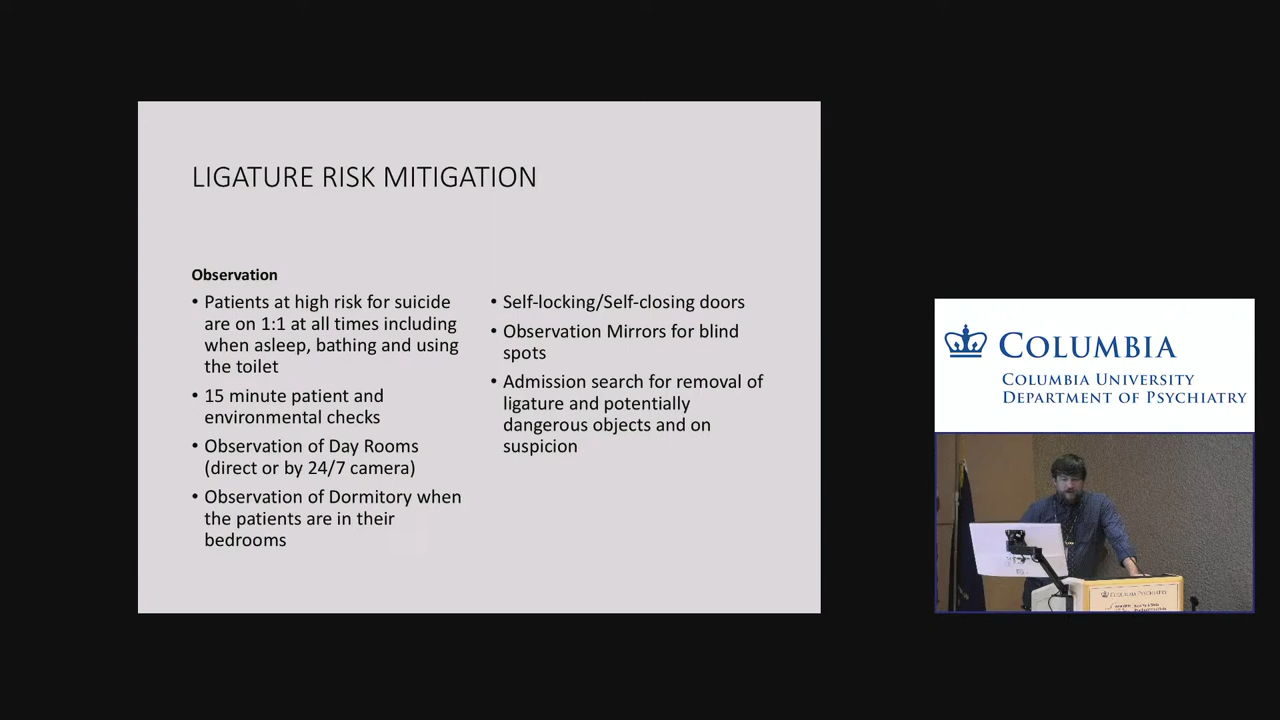 LIGATURE RISK MITIGATION
Observation
• Patients at high risk for suicide
are on 1:1 at all times including
when asleep, bathing and using
the toilet
• 15 minute patient and
environmental checks
• Observation of Day Rooms
(direct or by 24/7 camera)
• Observation of Dormitory when
the patients are in their
bedrooms
• Self-locking/Self-closing doors
• Observation Mirrors for blind
spots
• Admission search for removal of
ligature and potentially
dangerous objects and on
suspicion
COLUMBIA
COLUMBIA UNIVERSITY
DEPARTMENT OF PSYCHIATRY